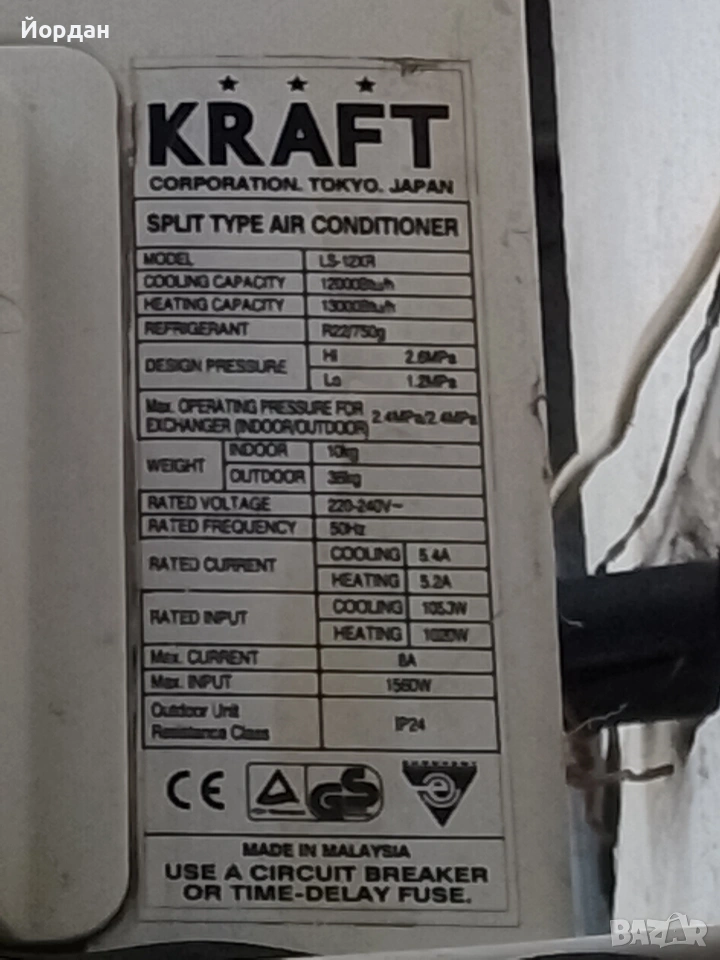 Йордан
KRAFT
CORPORATION. TOKYO. JAPAN
SPLIT TYPE AIR CONDITIONER
MODEL LS-12XR
COOLING CAPACITY 12000Btu/h
HEATING CAPACITY 13000Btu/h
REFRIGERANT R22/750g
DESIGN PRESSURE
Hi 2.6MPa
Lo 1.2MPa
Max. OPERATING PRESSURE FOR
EXCHANGER (INDOOR/OUTDOOR) 2.4MPa/2.4MPa
WEIGHT
INDOOR 10kg
OUTDOOR
RATED VOLTAGE 220-240V~
RATED FREQUENCY 50Hz
RATED CURRENT
COOLING 5.4A
HEATING 5.2A
RATED INPUT
COOLING
HEATING
Max. CURRENT 8A
Max. INPUT 1560W
Outdoor Unit
Resistance Class IP24
CE
GS
e
MADE IN MALAYSIA
USE A CIRCUIT BREAKER
OR TIME-DELAY FUSE.
BAZAR